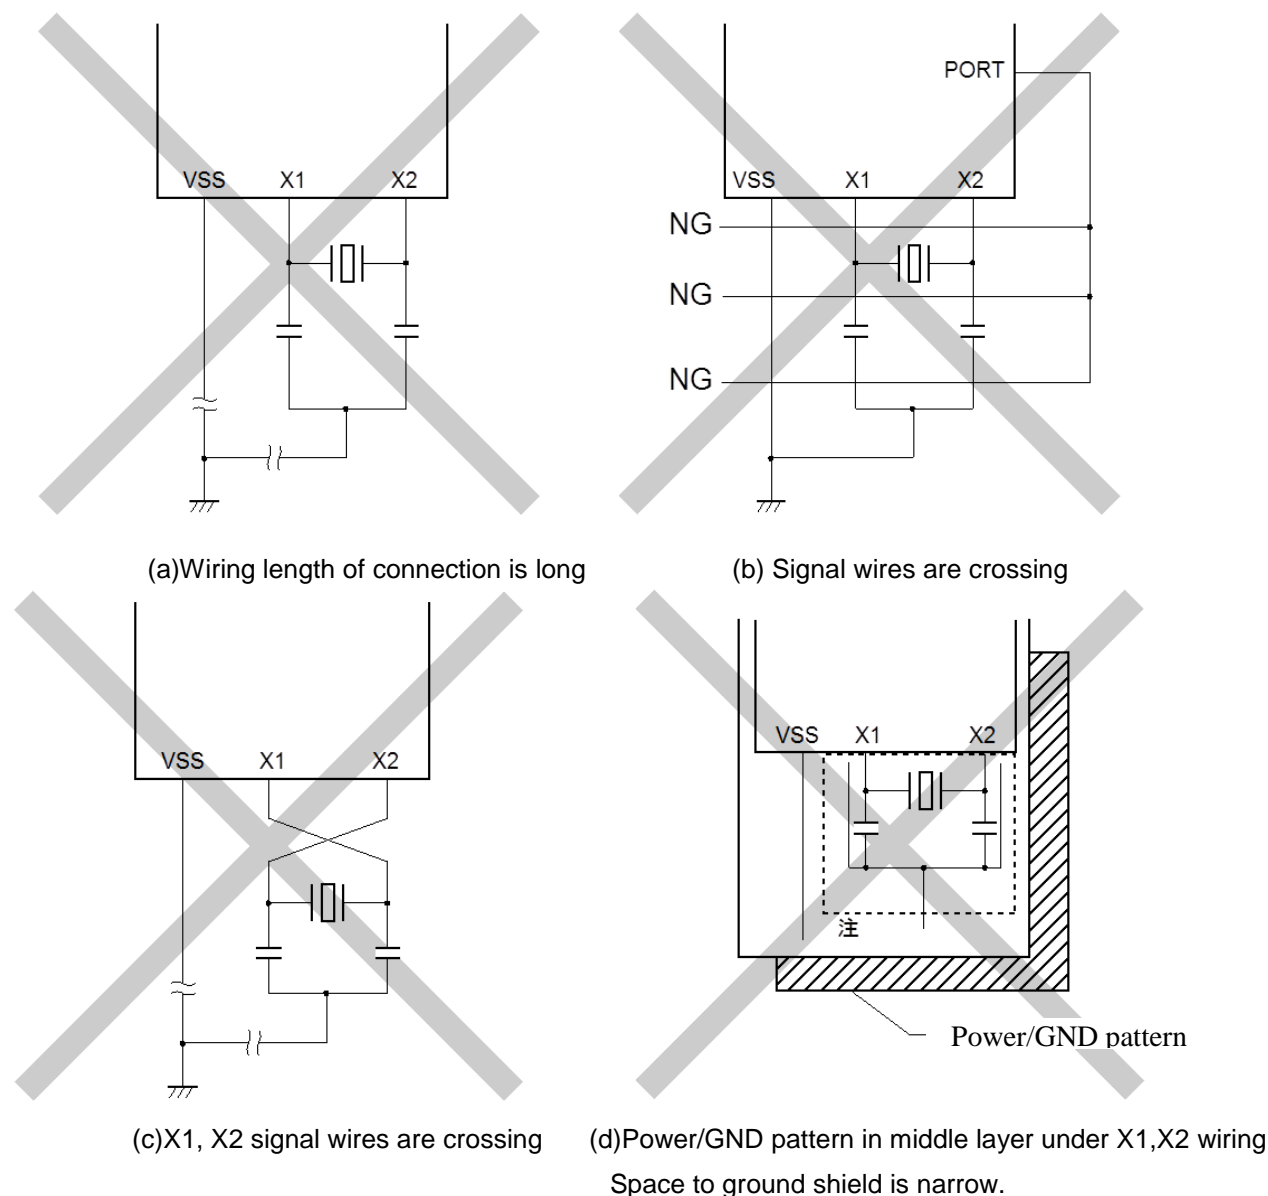 VSS X1 X2
(a)Wiring length of connection is long
PORT
VSS X1 X2
NG
NG
NG
(b) Signal wires are crossing
VSS X1 X2
(c)X1, X2 signal wires are crossing
VSS X1 X2
注
Power/GND pattern
(d)Power/GND pattern in middle layer under X1,X2 wiring
Space to ground shield is narrow.